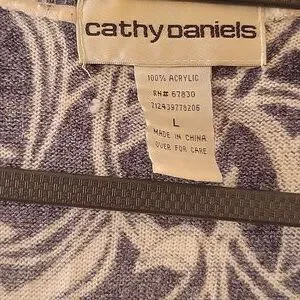 cathy Daniels
100% ACRYLIC
RN# 67830
212439778206
L
MADE IN CHINA
OVER FOR CARE